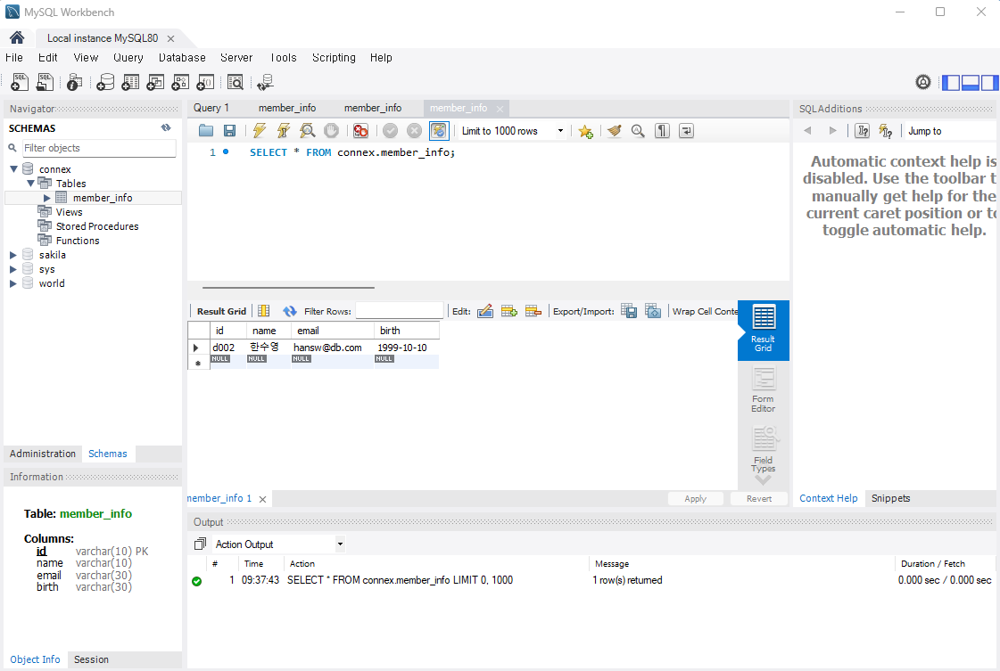 MySQL Workbench
Local instance MySQL80
File Edit View Query Database Server Tools Scripting Help
Navigator
SCHEMAS
Filter objects
connex
Tables
member_info
Views
Stored Procedures
Functions
sakila
sys
world
Administration Schemas
Information
Table: member_info
Columns:
id varchar(10) PK
name varchar(10)
email varchar(30)
birth varchar(30)
Object Info Session
Query 1 member_info member_info member_info
Limit to 1000 rows
1 SELECT * FROM connex.member_info;
Result Grid Filter Rows: Edit: Export/Import: Wrap Cell Conte
id name email birth
d002 한수영 hansw@db.com 1999-10-10
NULL NULL NULL NULL
Result
Grid
Form
Editor
Field
Types
member_info 1 Apply Revert
SQLAdditions
Jump to
Automatic context help is
disabled. Use the toolbar t
manually get help for the
current caret position or to
toggle automatic help.
Context Help Snippets
Output
Action Output
# Time Action Message Duration / Fetch
1 09:37:43 SELECT * FROM connex.member_info LIMIT 0, 1000 1 row(s) returned 0.000 sec / 0.000 sec